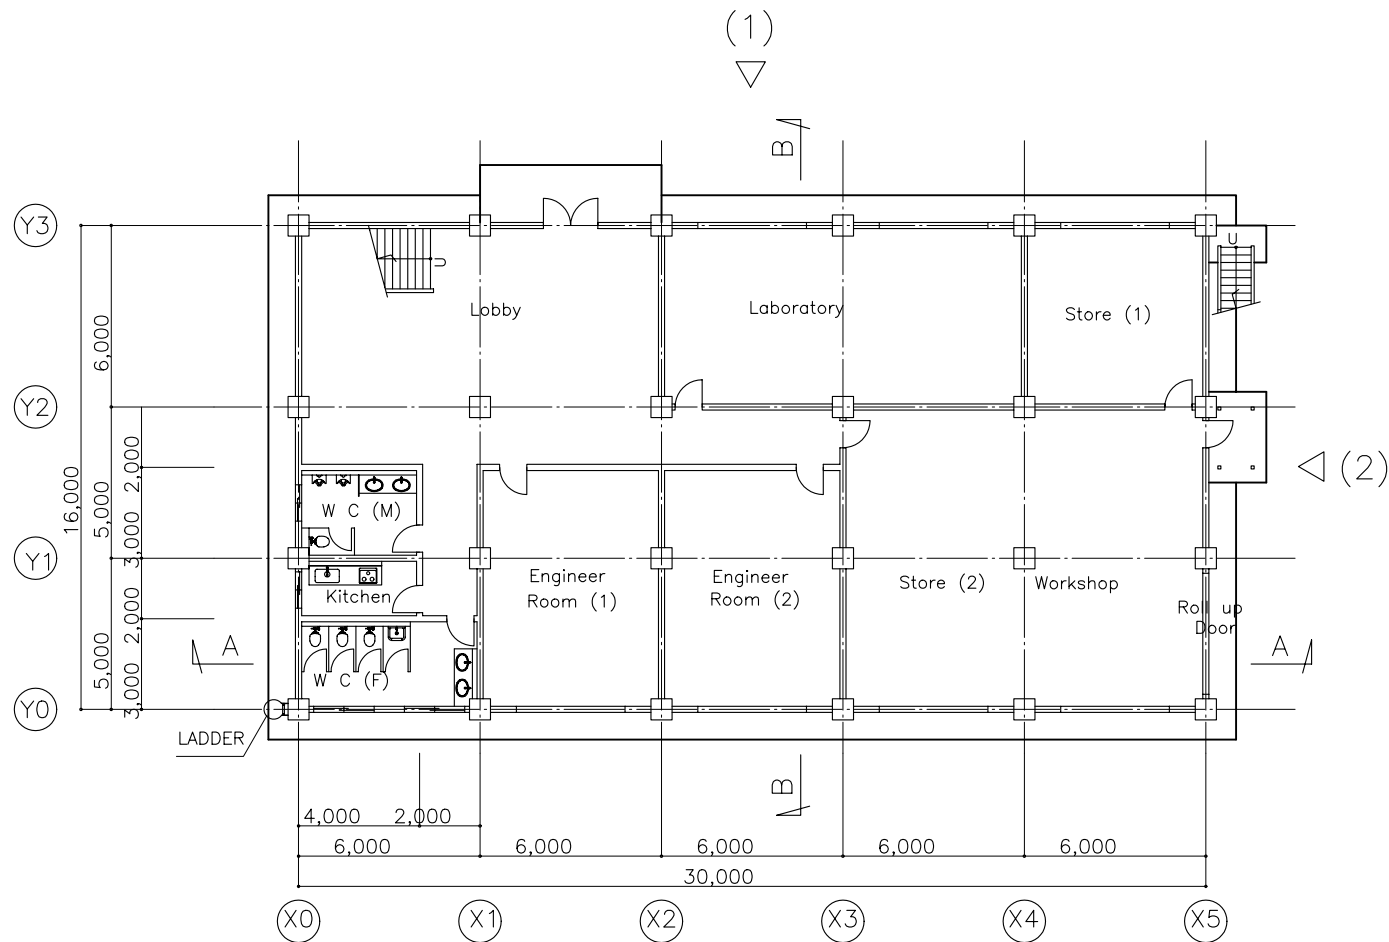 (1)
B
Y3
U
U
Lobby
Laboratory
Store (1)
6,000
Y2
2,000
16,000
5,000
(2)
W C (M)
3,000
Y1
Engineer
Room (1)
Engineer
Room (2)
Store (2)
Workshop
Kitchen
Roll up
Door
2,000
A
A
5,000
W C (F)
3,000
Y0
LADDER
B
4,000
2,000
6,000
6,000
6,000
6,000
6,000
30,000
X0
X1
X2
X3
X4
X5